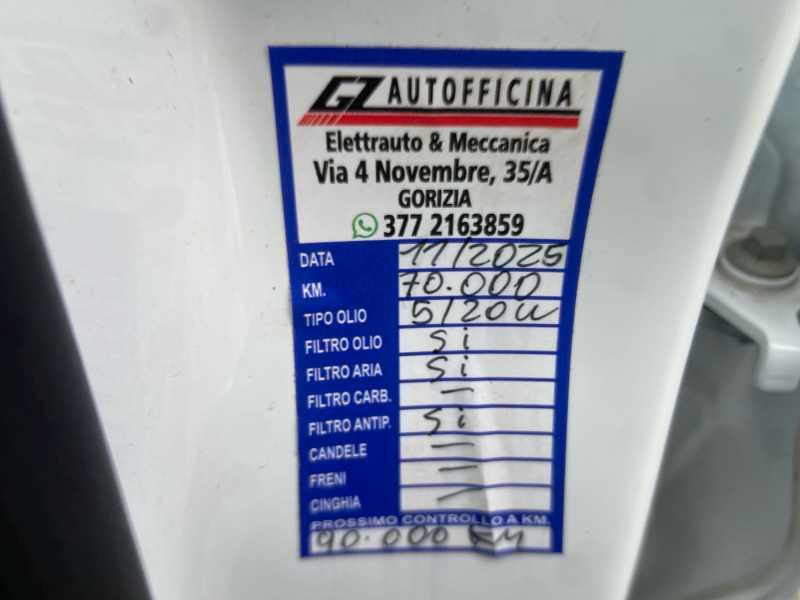 GZ AUTOFFICINA
Elettrauto & Meccanica
Via 4 Novembre, 35/A
GORIZIA
377 2163859
DATA 11/2025
KM. 70.000
TIPO OLIO 5/20W
FILTRO OLIO Si
FILTRO ARIA Si
FILTRO CARB. —
FILTRO ANTIP. Si
CANDELE —
FRENI —
CINGHIA —
PROSSIMO CONTROLLO A KM.
90.000 KM